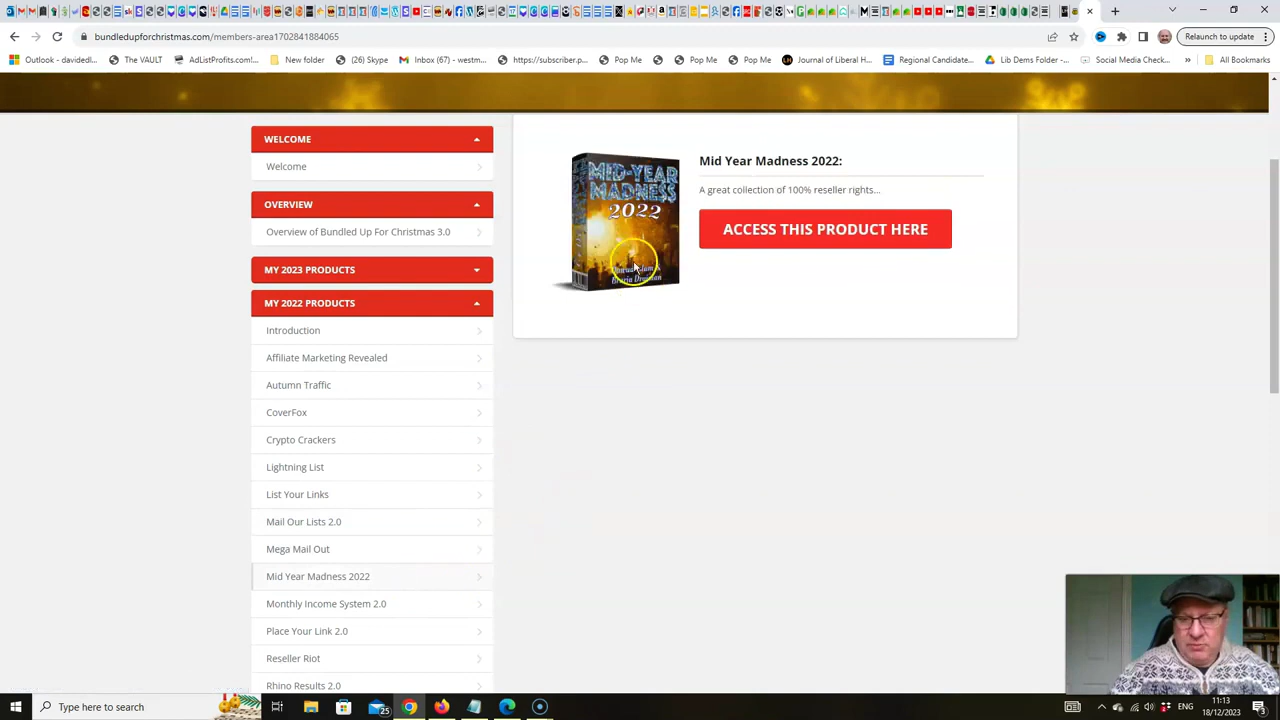 bundledupforchristmas.com/members-area1702841884065
Relaunch to update
Outlook - davidedl...
The VAULT
AdListProfits.com!...
New folder
(26) Skype
Inbox (67) - westm...
https://subscriber.p...
Pop Me
Pop Me
Pop Me
Journal of Liberal H...
Regional Candidate...
Lib Dems Folder -...
Social Media Check...
»
All Bookmarks
WELCOME
Welcome
OVERVIEW
Overview of Bundled Up For Christmas 3.0
MY 2023 PRODUCTS
MY 2022 PRODUCTS
Introduction
Affiliate Marketing Revealed
Autumn Traffic
CoverFox
Crypto Crackers
Lightning List
List Your Links
Mail Our Lists 2.0
Mega Mail Out
Mid Year Madness 2022
Monthly Income System 2.0
Place Your Link 2.0
Reseller Riot
Rhino Results 2.0
MID-YEAR
MADNESS
2022
Mid Year Madness 2022:
A great collection of 100% reseller rights...
ACCESS THIS PRODUCT HERE
Type here to search
25
ENG
11:13
18/12/2023
3